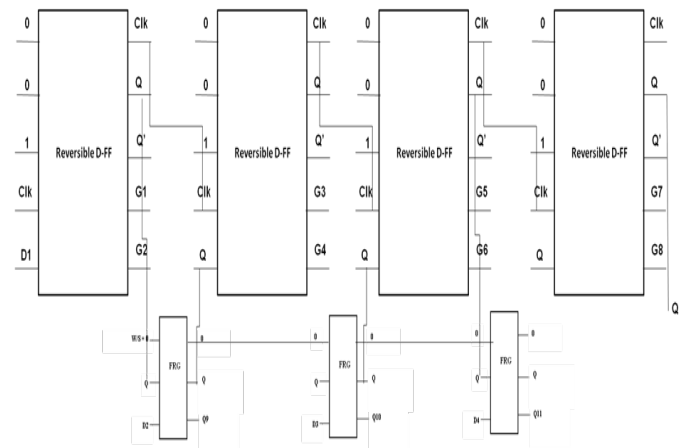 0 Clk 0 Clk 0 Clk 0 Clk
0 Q 0 Q 0 Q 0 Q
1 Q' 1 Q' 1 Q' 1 Q'
Reversible D-FF Reversible D-FF Reversible D-FF Reversible D-FF
Clk G1 Clk G3 Clk G5 Clk G7
D1 G2 Q G4 Q G6 Q G8
Q
0 0 0 0 0
FRG FRG FRG
Q Q Q Q Q Q
D2 Q9 D3 Q10 D4 Q11